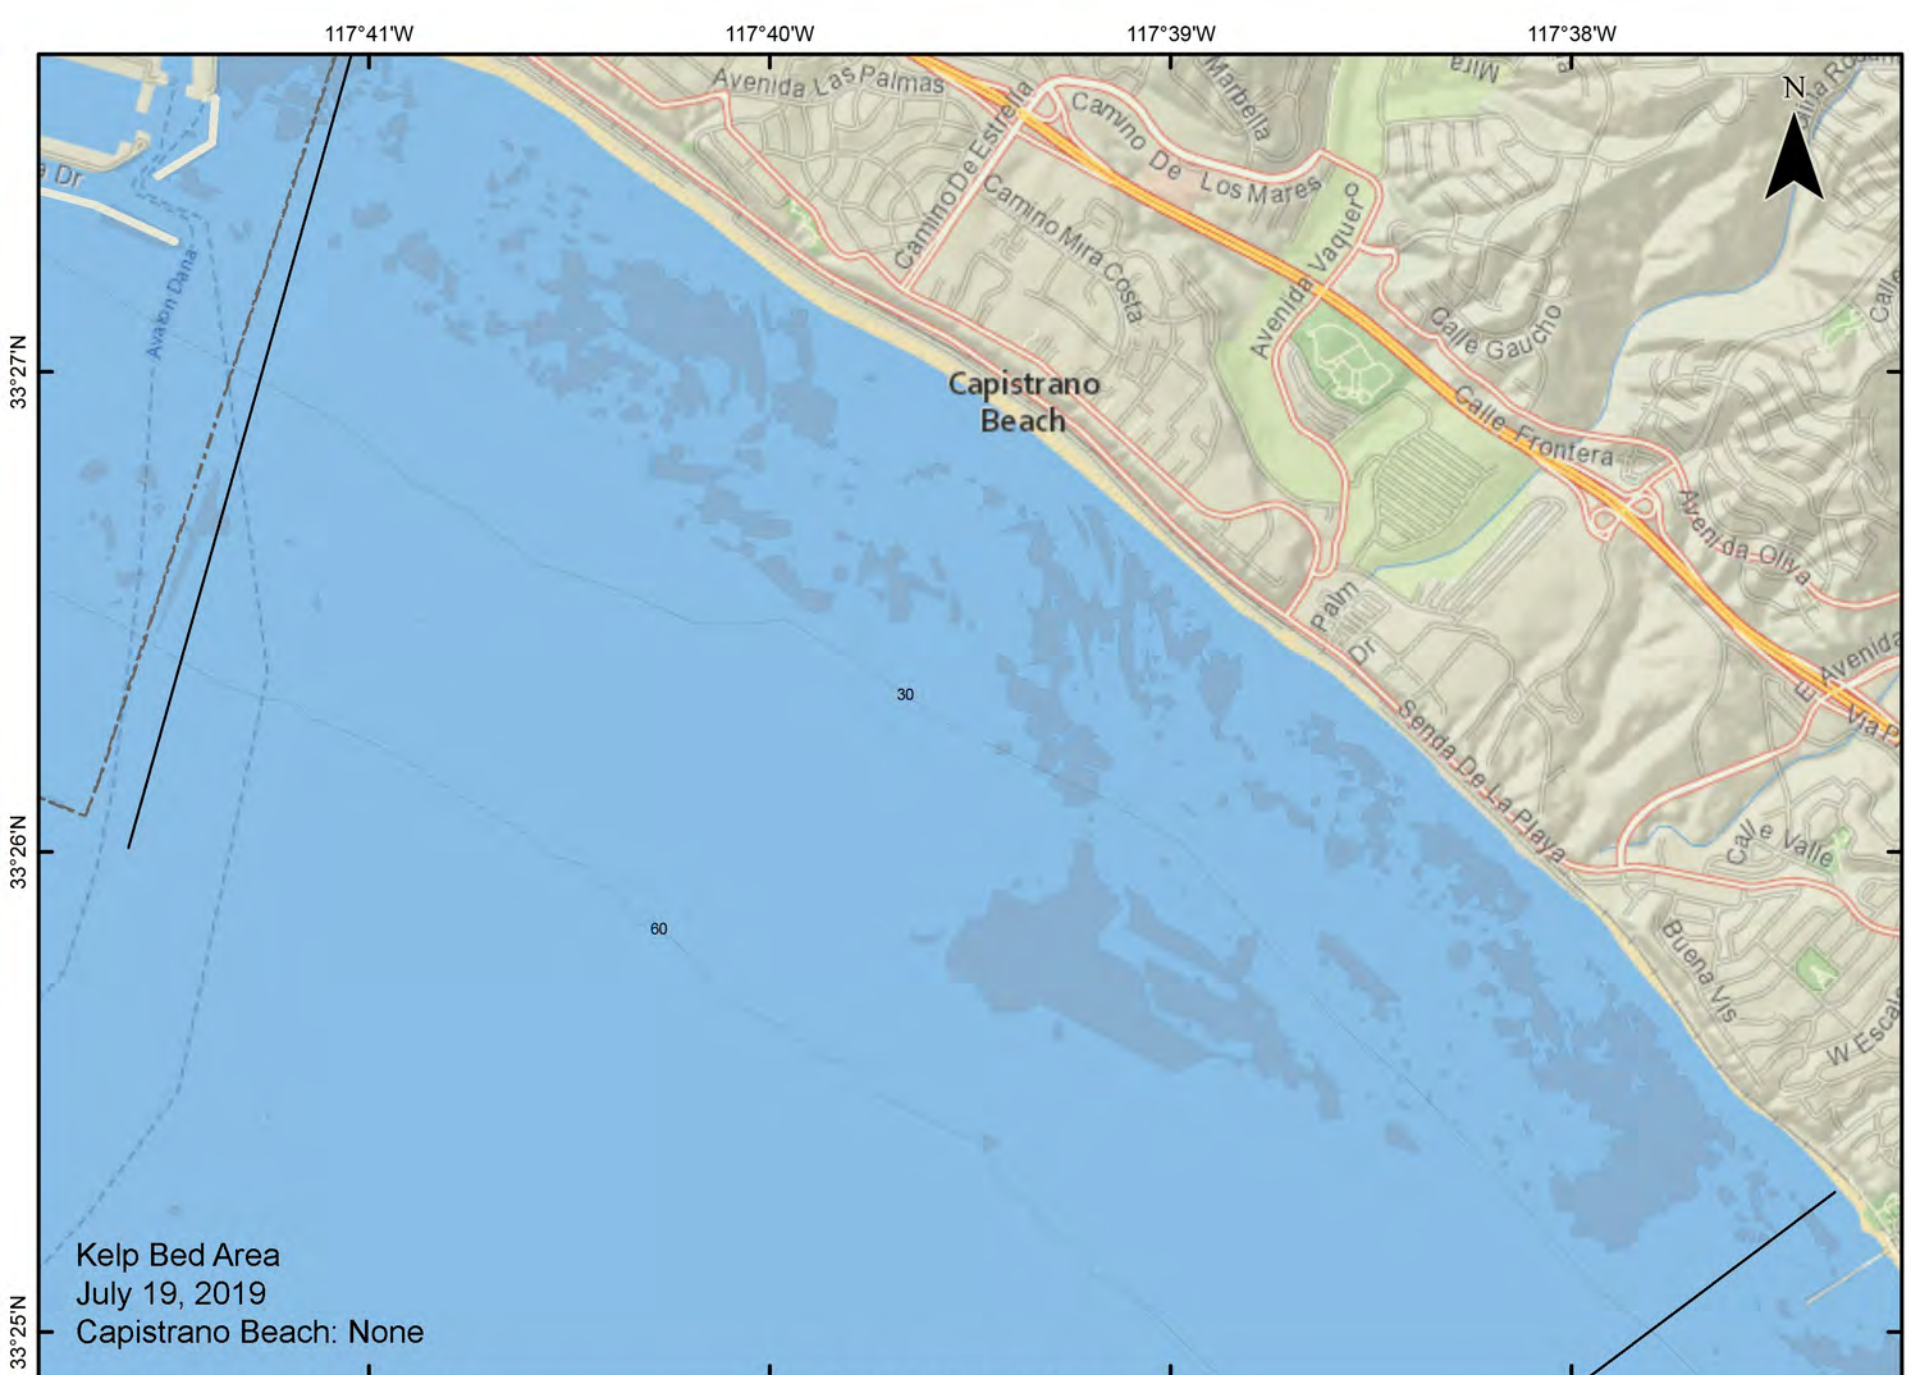 117°41'W
117°40'W
117°39'W
117°38'W
N
Avenida Las Palmas
Camino De Estrella
Camino De Los Mares
Marbella
Mira
Camino Mira Costa
Avenida Vaquero
a Dr
Avalon Dana
33°27'N
Capistrano
Beach
Calle Gaucho
Calle
Calle Frontera
Avenida Oliva
Palm
Dr
E Avenida
Via P
30
Senda De La Playa
Calle Valle
33°26'N
60
Buena Vis
W Escal
Kelp Bed Area
July 19, 2019
Capistrano Beach: None
33°25'N